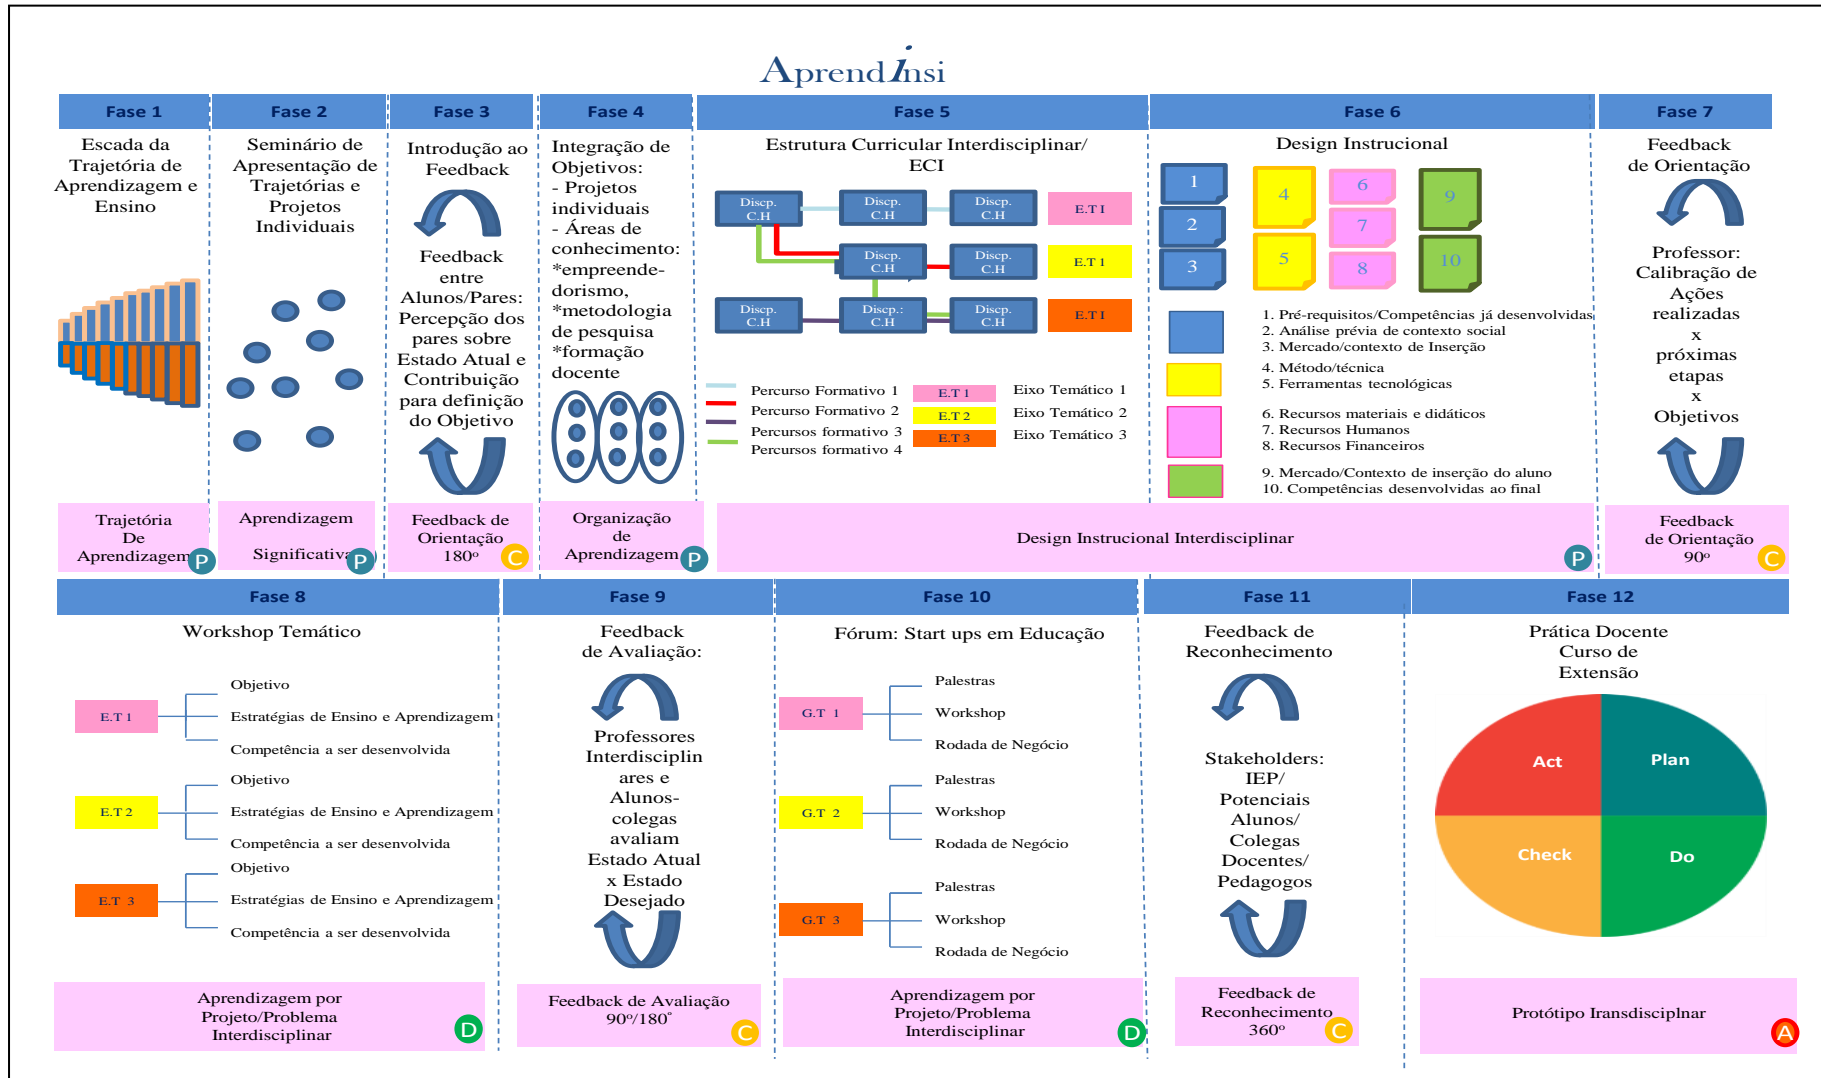 Aprendinsi
Fase 1
Escada da
Trajetória de
Aprendizagem e
Ensino
Trajetória
De
Aprendizagem
P
Fase 2
Seminário de
Apresentação de
Trajetórias e
Projetos
Individuais
Aprendizagem
Significativa
P
Fase 3
Introdução ao
Feedback
Feedback
entre
Alunos/Pares:
Percepção dos
pares sobre
Estado Atual e
Contribuição
para definição
do Objetivo
Feedback de
Orientação
180º
C
Fase 4
Integração de
Objetivos:
- Projetos
individuais
- Áreas de
conhecimento:
*empreende-
dorismo,
*metodologia
de pesquisa
*formação
docente
Organização
de
Aprendizagem
P
Fase 5
Estrutura Curricular Interdisciplinar/
ECI
Discp.
C.H
Discp.
C.H
Discp.
C.H
E.T I
Discp.
C.H
Discp.
C.H
E.T 1
Discp.
C.H
Discp.:
C.H
Discp.
C.H
E.T I
Percurso Formativo 1
Percurso Formativo 2
Percursos formativo 3
Percursos formativo 4
E.T 1
Eixo Temático 1
E.T 2
Eixo Temático 2
E.T 3
Eixo Temático 3
Fase 6
Design Instrucional
1
2
3
4
5
6
7
8
9
10
1. Pré-requisitos/Competências já desenvolvidas
2. Análise prévia de contexto social
3. Mercado/contexto de Inserção
4. Método/técnica
5. Ferramentas tecnológicas
6. Recursos materiais e didáticos
7. Recursos Humanos
8. Recursos Financeiros
9. Mercado/Contexto de inserção do aluno
10. Competências desenvolvidas ao final
Design Instrucional Interdisciplinar
P
Fase 7
Feedback
de Orientação
Professor:
Calibração de
Ações
realizadas
x
próximas
etapas
x
Objetivos
Feedback
de Orientação
90º
C
Fase 8
Workshop Temático
E.T 1
Objetivo
Estratégias de Ensino e Aprendizagem
Competência a ser desenvolvida
E.T 2
Objetivo
Estratégias de Ensino e Aprendizagem
Competência a ser desenvolvida
E.T 3
Objetivo
Estratégias de Ensino e Aprendizagem
Competência a ser desenvolvida
Aprendizagem por
Projeto/Problema
Interdisciplinar
D
Fase 9
Feedback
de Avaliação:
Professores
Interdisciplin
ares e
Alunos-
colegas
avaliam
Estado Atual
x Estado
Desejado
Feedback de Avaliação
90º/180°
C
Fase 10
Fórum: Start ups em Educação
G.T 1
Palestras
Workshop
Rodada de Negócio
G.T 2
Palestras
Workshop
Rodada de Negócio
G.T 3
Palestras
Workshop
Rodada de Negócio
Aprendizagem por
Projeto/Problema
Interdisciplinar
D
Fase 11
Feedback de
Reconhecimento
Stakeholders:
IEP/
Potenciais
Alunos/
Colegas
Docentes/
Pedagogos
Feedback de
Reconhecimento
360º
C
Fase 12
Prática Docente
Curso de
Extensão
Act
Plan
Check
Do
Protótipo Iransdisciplnar
A